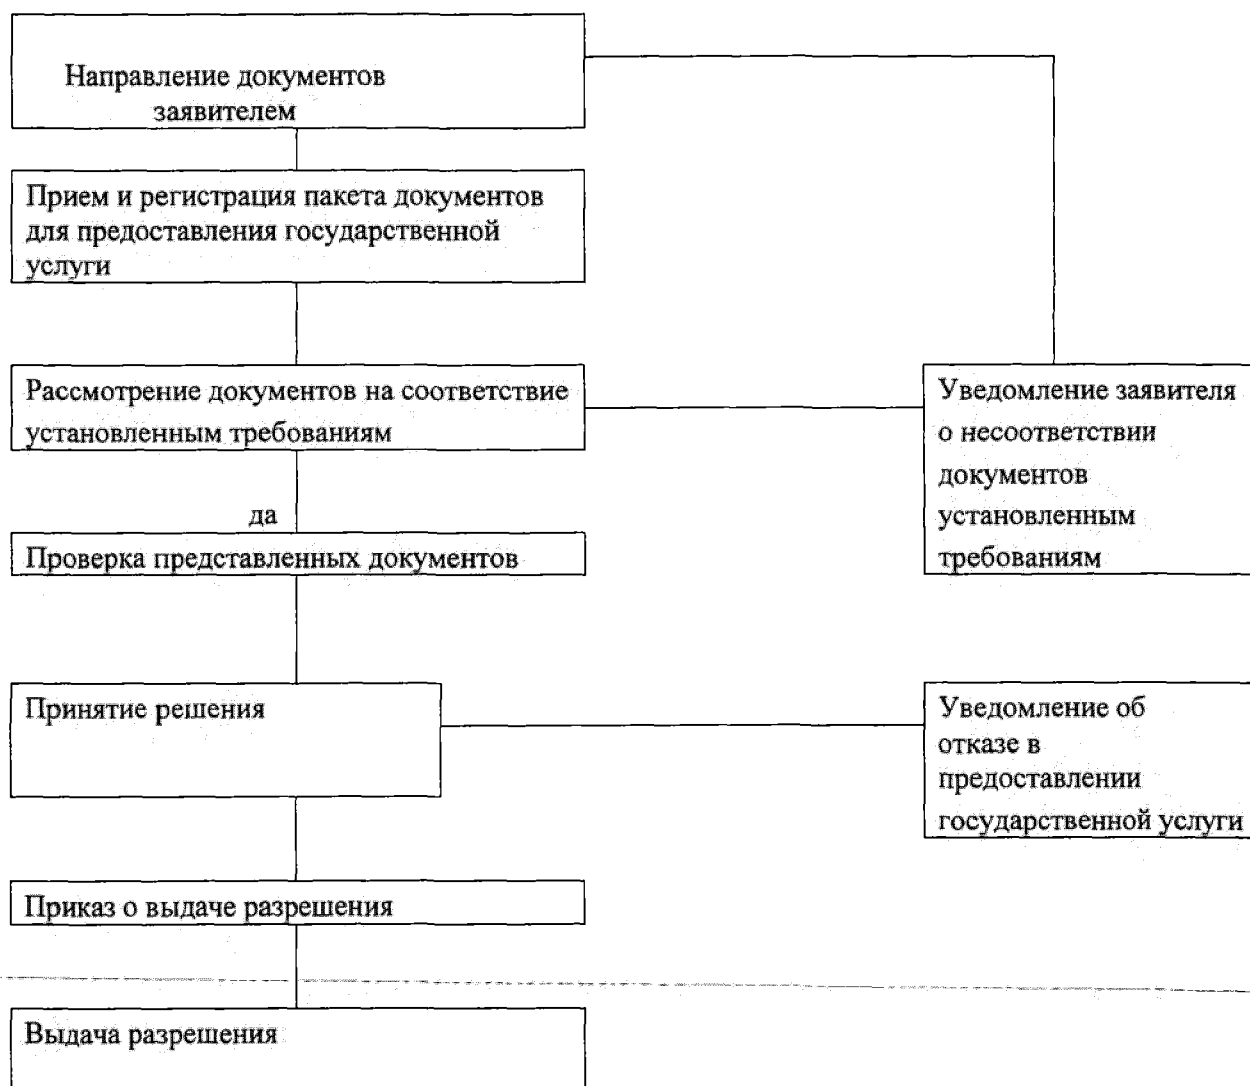 Направление документов
заявителем
Прием и регистрация пакета документов
для предоставления государственной
услуги
Рассмотрение документов на соответствие
установленным требованиям
Уведомление заявителя
о несоответствии
документов
установленным
требованиям
да
Проверка представленных документов
Принятие решения
Уведомление об
отказе в
предоставлении
государственной услуги
Приказ о выдаче разрешения
Выдача разрешения